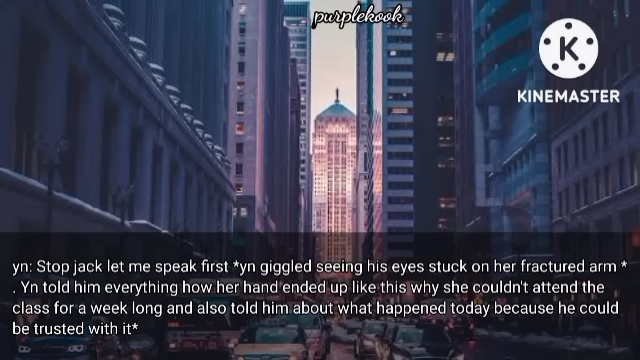 purplekook
KINEMASTER
yn: Stop jack let me speak first *yn giggled seeing his eyes stuck on her fractured arm *
. Yn told him everything how her hand ended up like this why she couldn't attend the
class for a week long and also told him about what happened today because he could
be trusted with it*